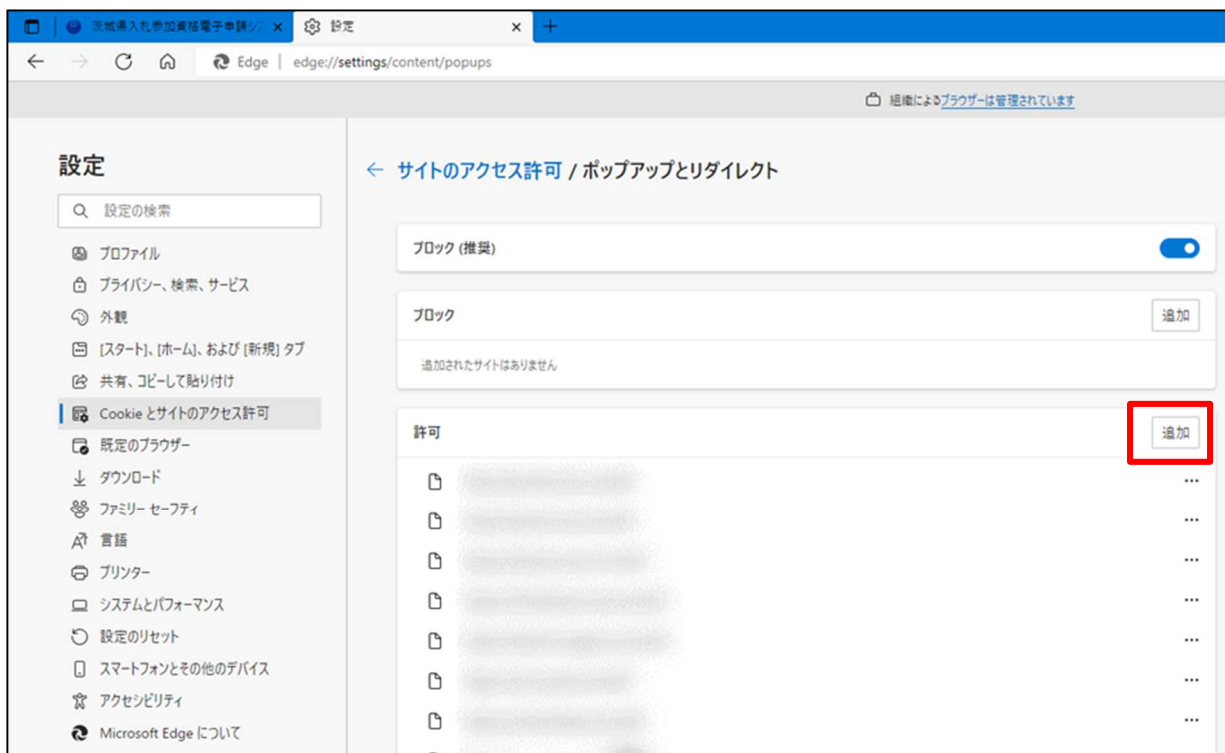 茨城県入札参加資格電子申請シ
設定
Edge
edge://settings/content/popups
組織によるブラウザーは管理されています
設定
設定の検索
プロファイル
プライバシー、検索、サービス
外観
[スタート]、[ホーム]、および [新規] タブ
共有、コピーして貼り付け
Cookie とサイトのアクセス許可
既定のブラウザー
ダウンロード
ファミリー セーフティ
言語
プリンター
システムとパフォーマンス
設定のリセット
スマートフォンとその他のデバイス
アクセシビリティ
Microsoft Edge について
サイトのアクセス許可 / ポップアップとリダイレクト
ブロック (推奨)
ブロック
追加
追加されたサイトはありません
許可
追加